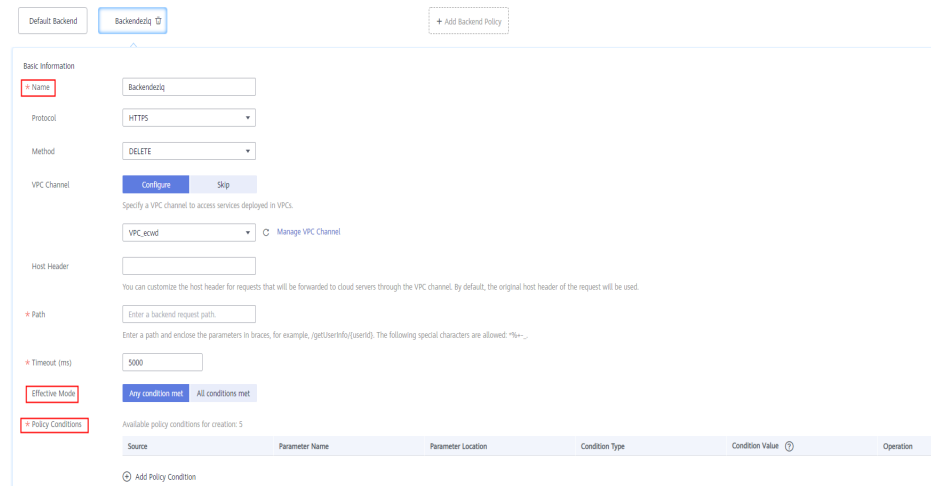 Default Backend
Backendezlq
+ Add Backend Policy
Basic Information
* Name
Backendezlq
Protocol
HTTPS
Method
DELETE
VPC Channel
Configure
Skip
Specify a VPC channel to access services deployed in VPCs.
VPC_ecwd
Manage VPC Channel
Host Header
You can customize the host header for requests that will be forwarded to cloud servers through the VPC channel. By default, the original host header of the request will be used.
* Path
Enter a backend request path.
Enter a path and enclose the parameters in braces, for example, /getUserInfo/{userId}. The following special characters are allowed: *%+-_.
* Timeout (ms)
5000
Effective Mode
Any condition met
All conditions met
* Policy Conditions
Available policy conditions for creation: 5
Source
Parameter Name
Parameter Location
Condition Type
Condition Value ?
Operation
+ Add Policy Condition